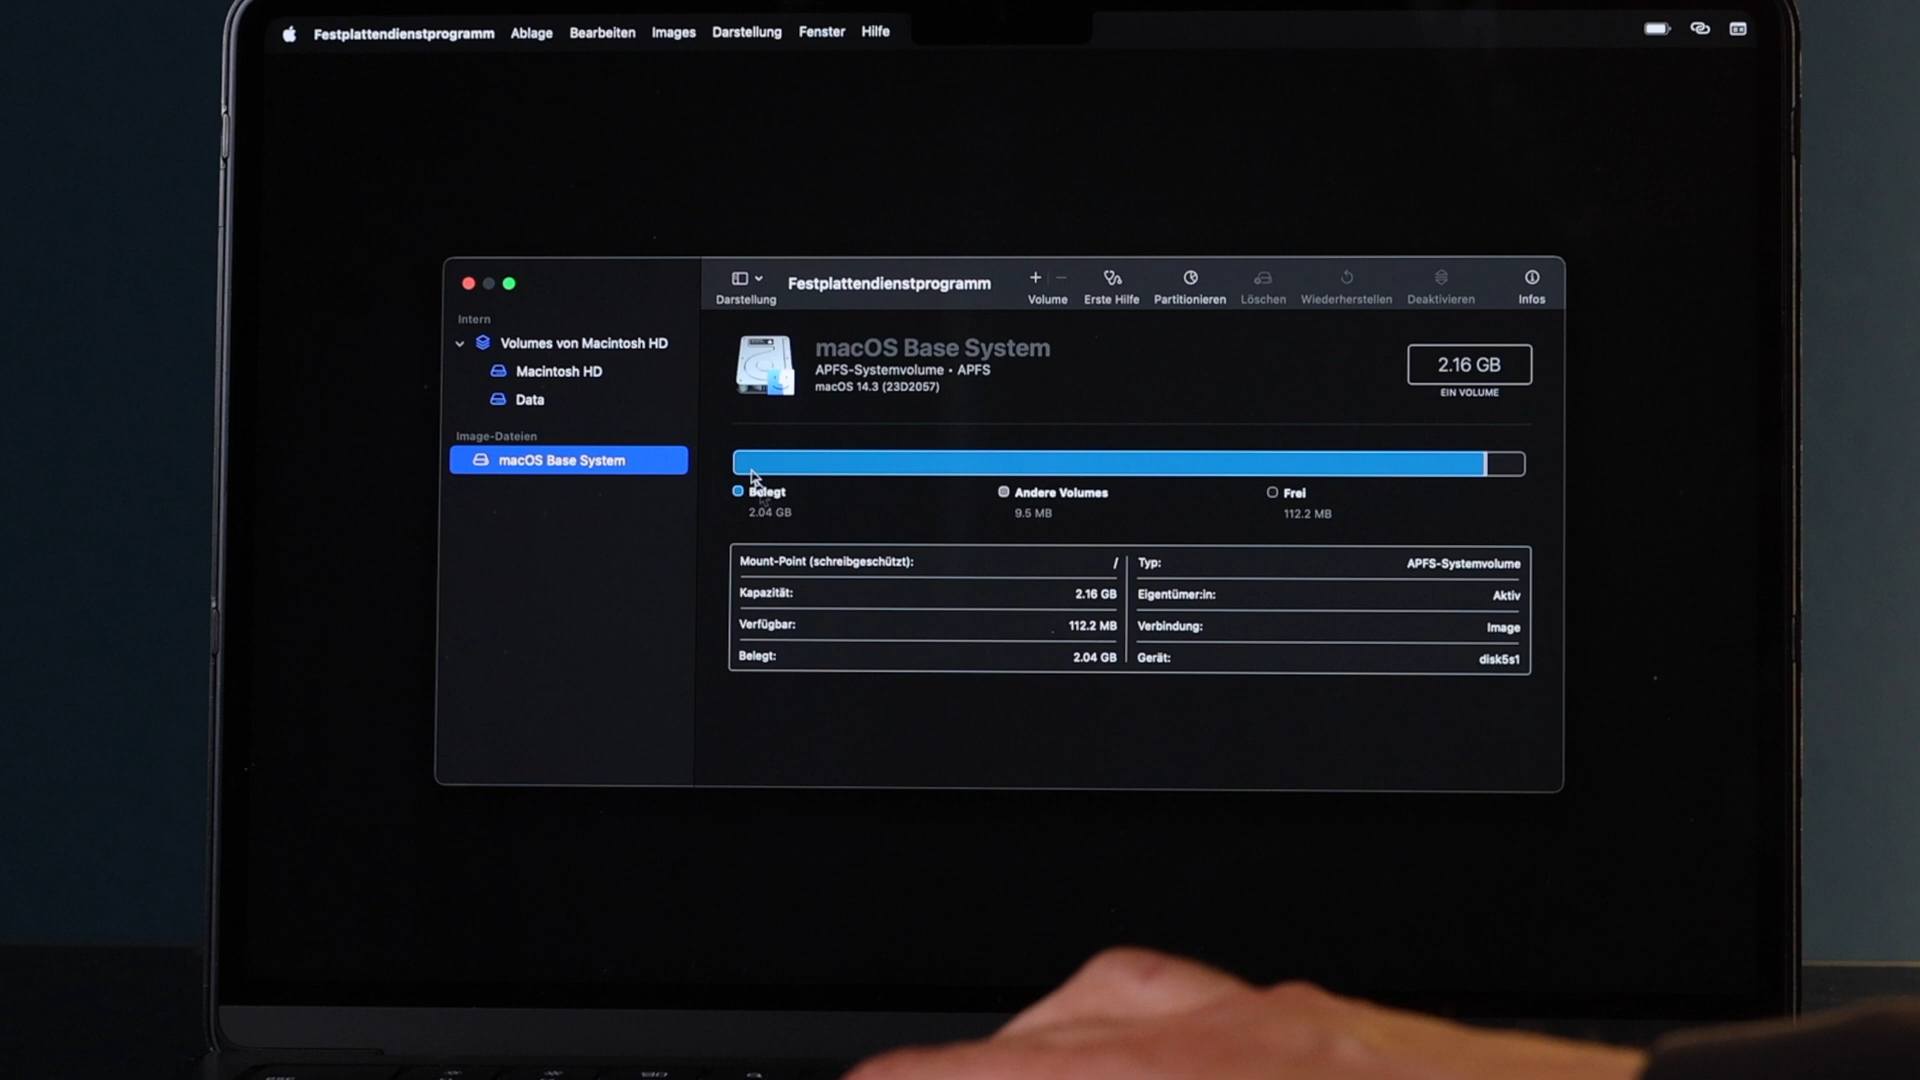 Festplattendienstprogramm Ablage Bearbeiten Images Darstellung Fenster Hilfe
Intern
Volumes von Macintosh HD
Macintosh HD
Data
Image-Dateien
macOS Base System
Darstellung
Festplattendienstprogramm
Volume
Erste Hilfe
Partitionieren
Löschen
Wiederherstellen
Deaktivieren
Infos
macOS Base System
APFS-Systemvolume • APFS
macOS 14.3 (23D2057)
2.16 GB
EIN VOLUME
Belegt
2.04 GB
Andere Volumes
9.5 MB
Frei
112.2 MB
Mount-Point (schreibgeschützt): /
Kapazität: 2.16 GB
Verfügbar: 112.2 MB
Belegt: 2.04 GB
Typ: APFS-Systemvolume
Eigentümer:in: Aktiv
Verbindung: Image
Gerät: disk5s1